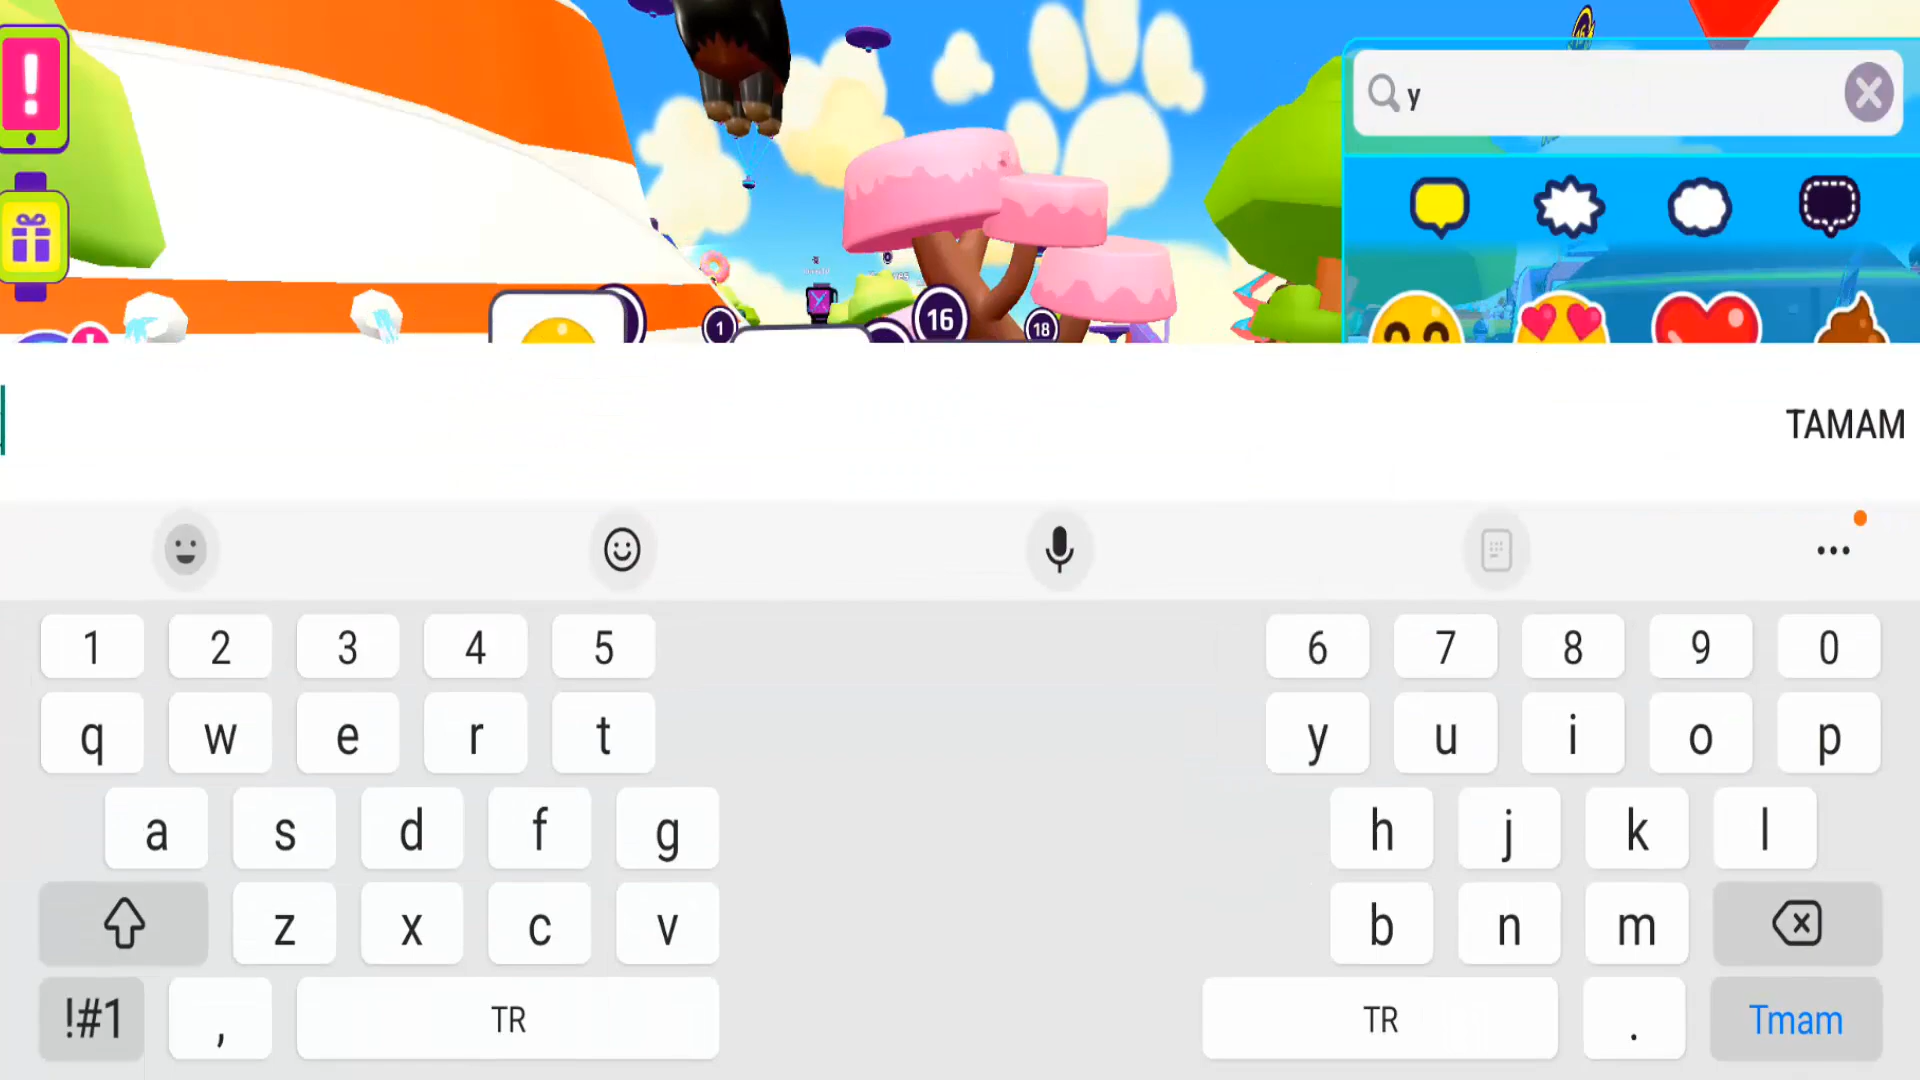 !
y
1
16
18
TAMAM
1 2 3 4 5 6 7 8 9 0
q w e r t y u i o p
a s d f g h j k l
z x c v b n m
!#1 , TR TR . Tmam